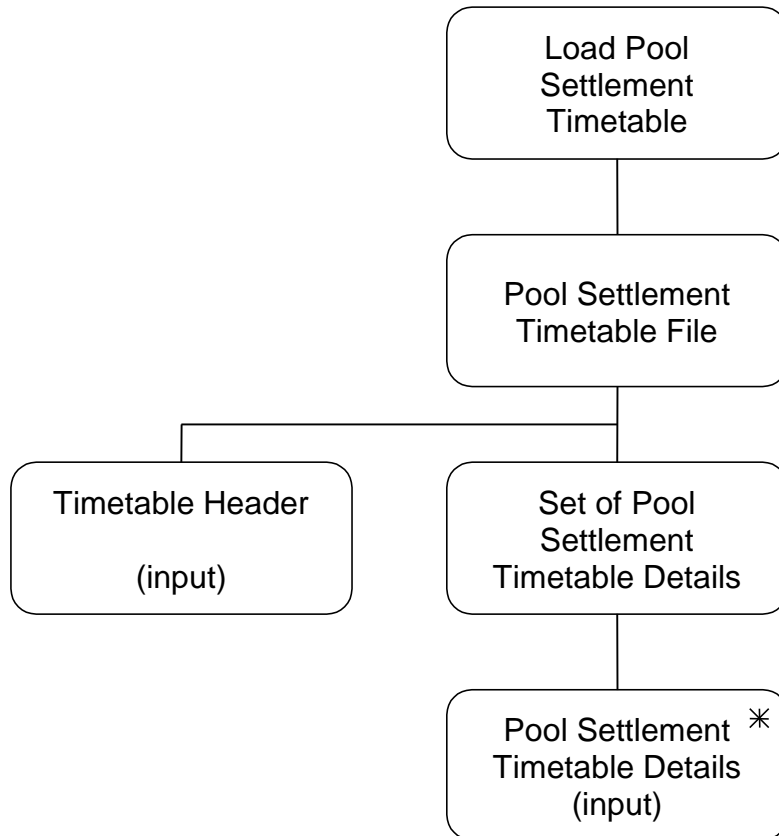 Load Pool
Settlement
Timetable
Pool Settlement
Timetable File
Timetable Header
(input)
Set of Pool
Settlement
Timetable Details
Pool Settlement
Timetable Details
(input)